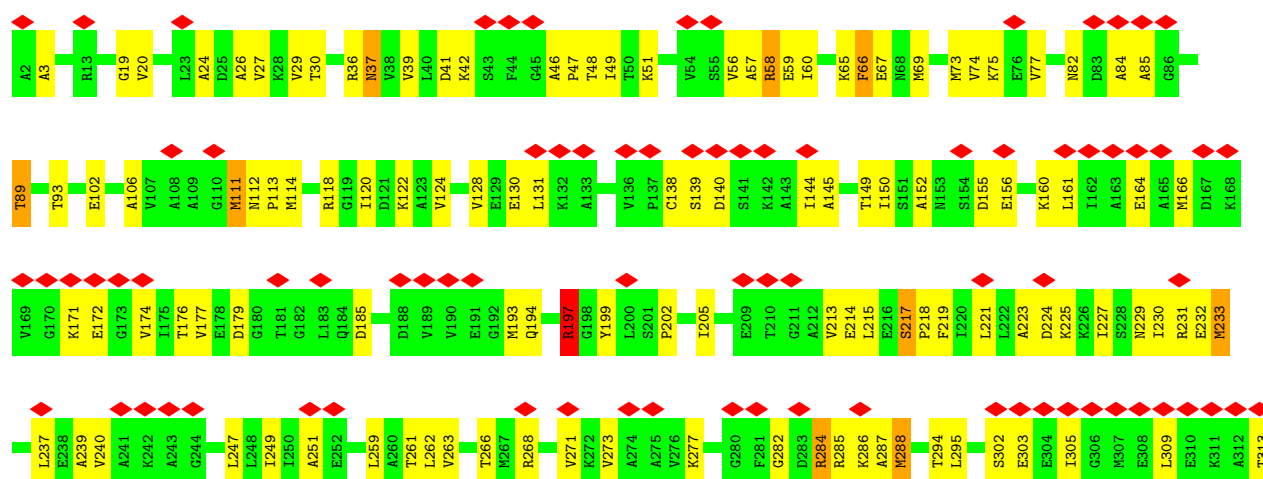 A2 A3 R13 G19 V20 L23 A24 D25 A26 V27 K28 V29 T30 R36 N37 V38 V39 L40 D41 K42 S43 F44 G45 A46 P47 T48 I49 T50 K51 V54 S55 V56 A57 R58 E59 I60 K65 F66 E67 N68 M69 M73 V74 K75 E76 V77 N82 D83 A84 A85 G86
T89 T93 E102 A106 V107 A108 A109 G110 M111 N112 P113 M114 R118 G119 I120 D121 K122 A123 V124 V128 E129 E130 L131 K132 A133 V136 P137 C138 S139 D140 S141 K142 A143 I144 A145 T149 I150 S151 A152 N153 S154 D155 E156 K160 L161 I162 A163 E164 A165 M166 D167 K168
V169 G170 K171 E172 G173 V174 I175 T176 V177 E178 D179 G180 T181 G182 L183 Q184 D185 D188 V189 V190 E191 G192 M193 Q194 R197 G198 Y199 L200 S201 P202 I205 E209 T210 G211 A212 V213 E214 L215 E216 S217 P218 F219 I220 L221 L222 A223 D224 K225 K226 I227 S228 N229 I230 R231 E232 M233
L237 E238 A239 V240 A241 K242 A243 G244 L247 L248 I249 I250 A251 E252 L259 A260 T261 L262 V263 T266 M267 R268 V271 K272 V273 A274 A275 V276 K277 G280 F281 G282 D283 R284 R285 K286 A287 M288 T294 L295 S302 E303 E304 I305 G306 M307 E308 L309 E310 K311 A312 T313